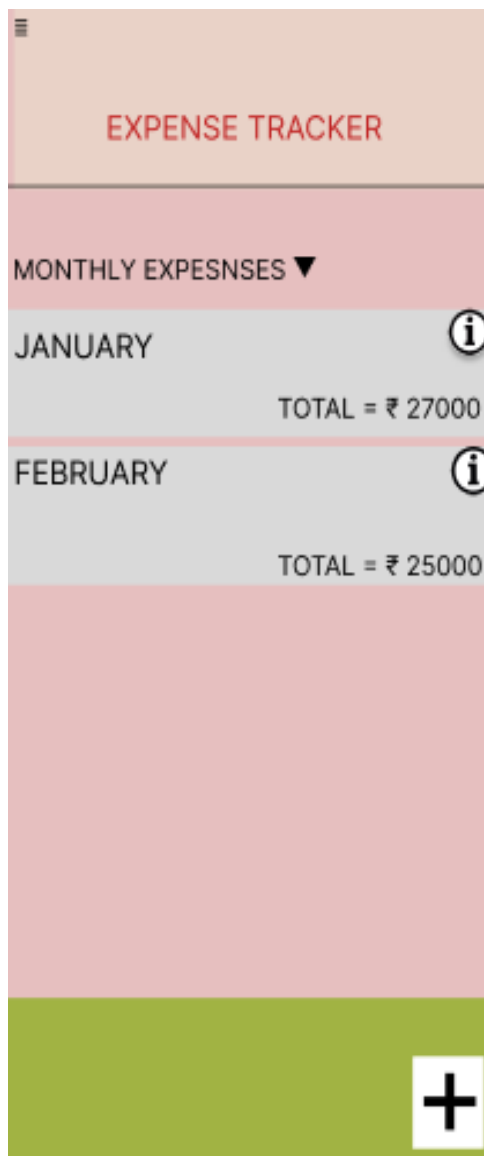 EXPENSE TRACKER
MONTHLY EXPESNSES ▼
JANUARY
TOTAL = ₹ 27000
FEBRUARY
TOTAL = ₹ 25000